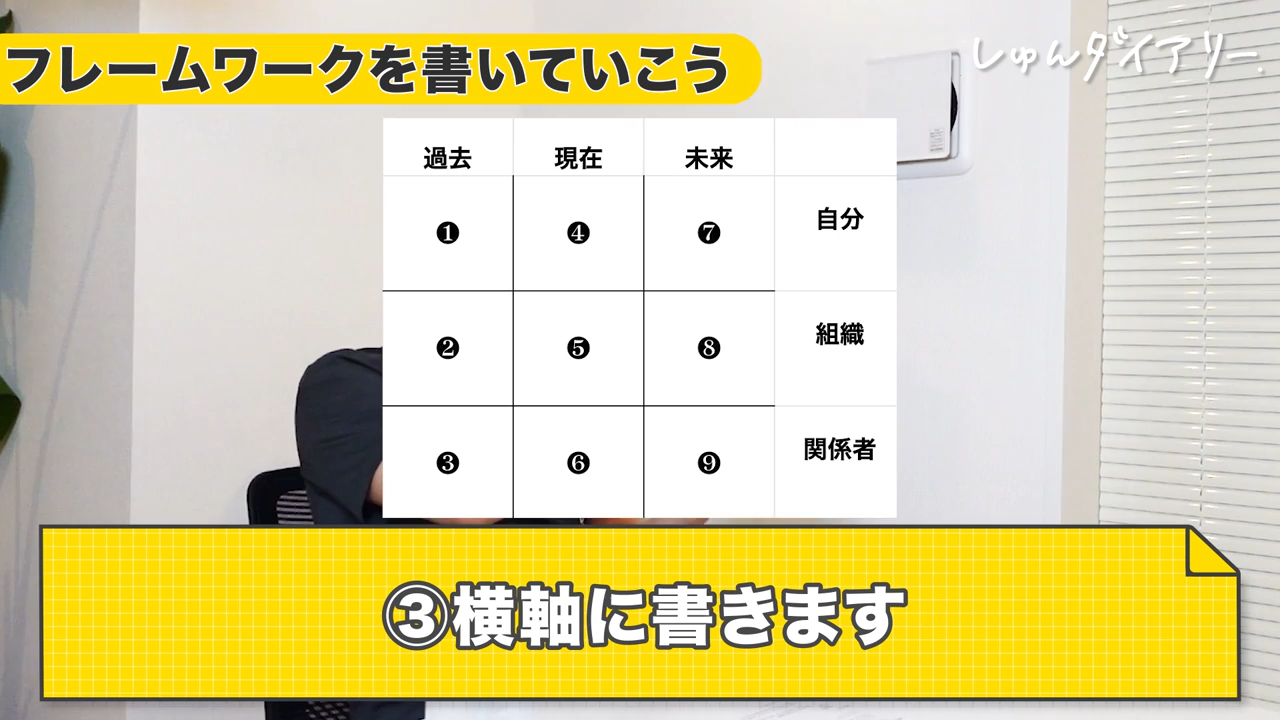 フレームワークを書いていこう
しゅんダイアリー.
過去 現在 未来
❶ ❹ ❼ 自分
❷ ❺ ❽ 組織
❸ ❻ ❾ 関係者
③横軸に書きます